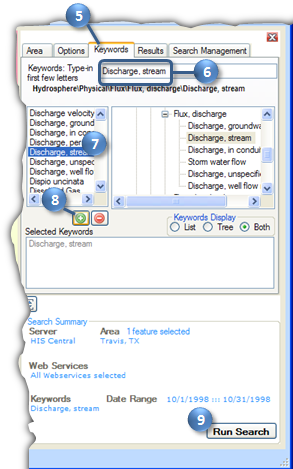 5
Area Options Keywords Results Search Management
Keywords: Type-in
first few letters
Discharge, stream
6
Hydrosphere\Physical\Flux\Flux, discharge\Discharge, stream
Discharge velocity
Discharge, ground
Discharge, in con
Discharge, per
Discharge, stre
Discharge, unspec
Discharge, well flo
Dispio uncinata
Gas
7
Flux, discharge
Discharge, groundwa
Discharge, stream
Discharge, in conduit
Storm water flow
Discharge, unspecifie
Discharge, well flow
8
Keywords Display
List Tree Both
Selected Keywords
Discharge, stream
Search Summary
Server Area 1 feature selected
HIS Central Travis, TX
Web Services
All Webservices selected
Keywords Date Range 10/1/1998 ::: 10/31/1998
Discharge, stream
9
Run Search